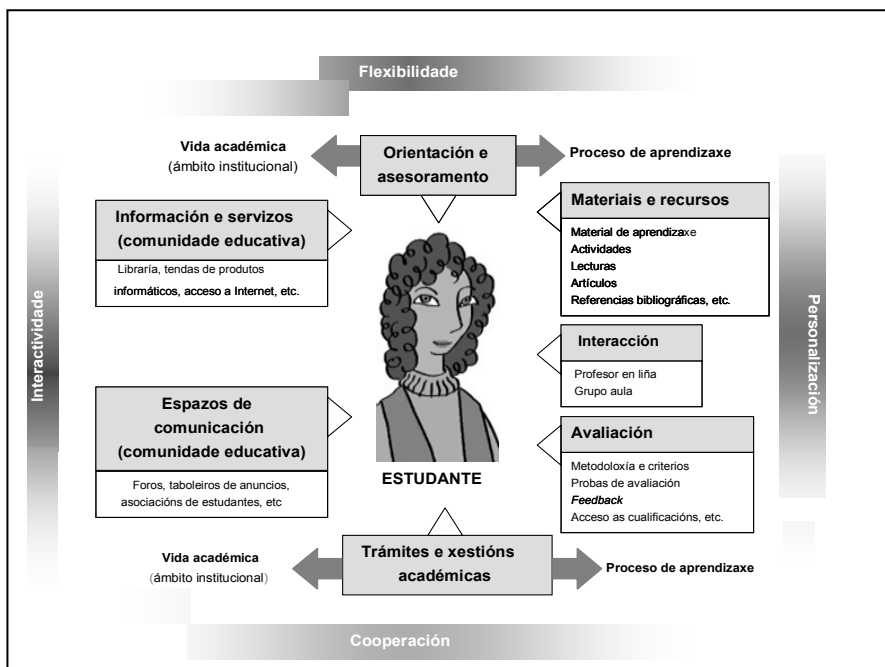 Flexibilidade
Vida académica
(ámbito institucional)
Orientación e
asesoramento
Proceso de aprendizaxe
Información e servizos
(comunidade educativa)
Libraría, tendas de produtos
informáticos, acceso a Internet, etc.
Materiais e recursos
Material de aprendizaxe
Actividades
Lecturas
Artículos
Referencias bibliográficas, etc.
Interactividade
Personalización
Interacción
Profesor en liña
Grupo aula
Espazos de
comunicación
(comunidade educativa)
Foros, taboleiros de anuncios,
asociacións de estudantes, etc
Avaliación
Metodoloxía e criterios
Probas de avaliación
Feedback
Acceso as cualificacións, etc.
ESTUDANTE
Vida académica
(ámbito institucional)
Trámites e xestións
académicas
Proceso de aprendizaxe
Cooperación